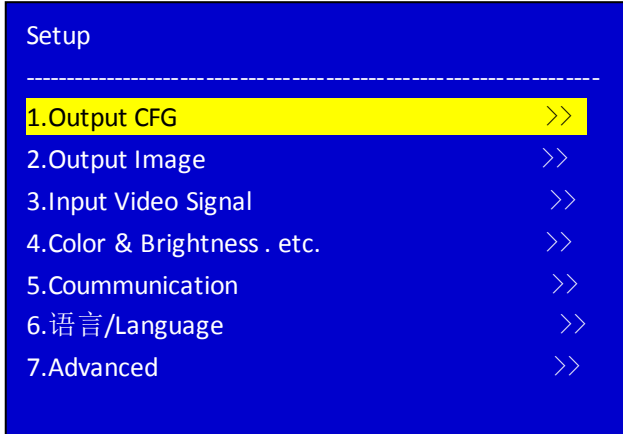 Setup
------------------------------------------------------------------------
1.Output CFG >>
2.Output Image >>
3.Input Video Signal >>
4.Color & Brightness . etc. >>
5.Coummunication >>
6.语言/Language >>
7.Advanced >>